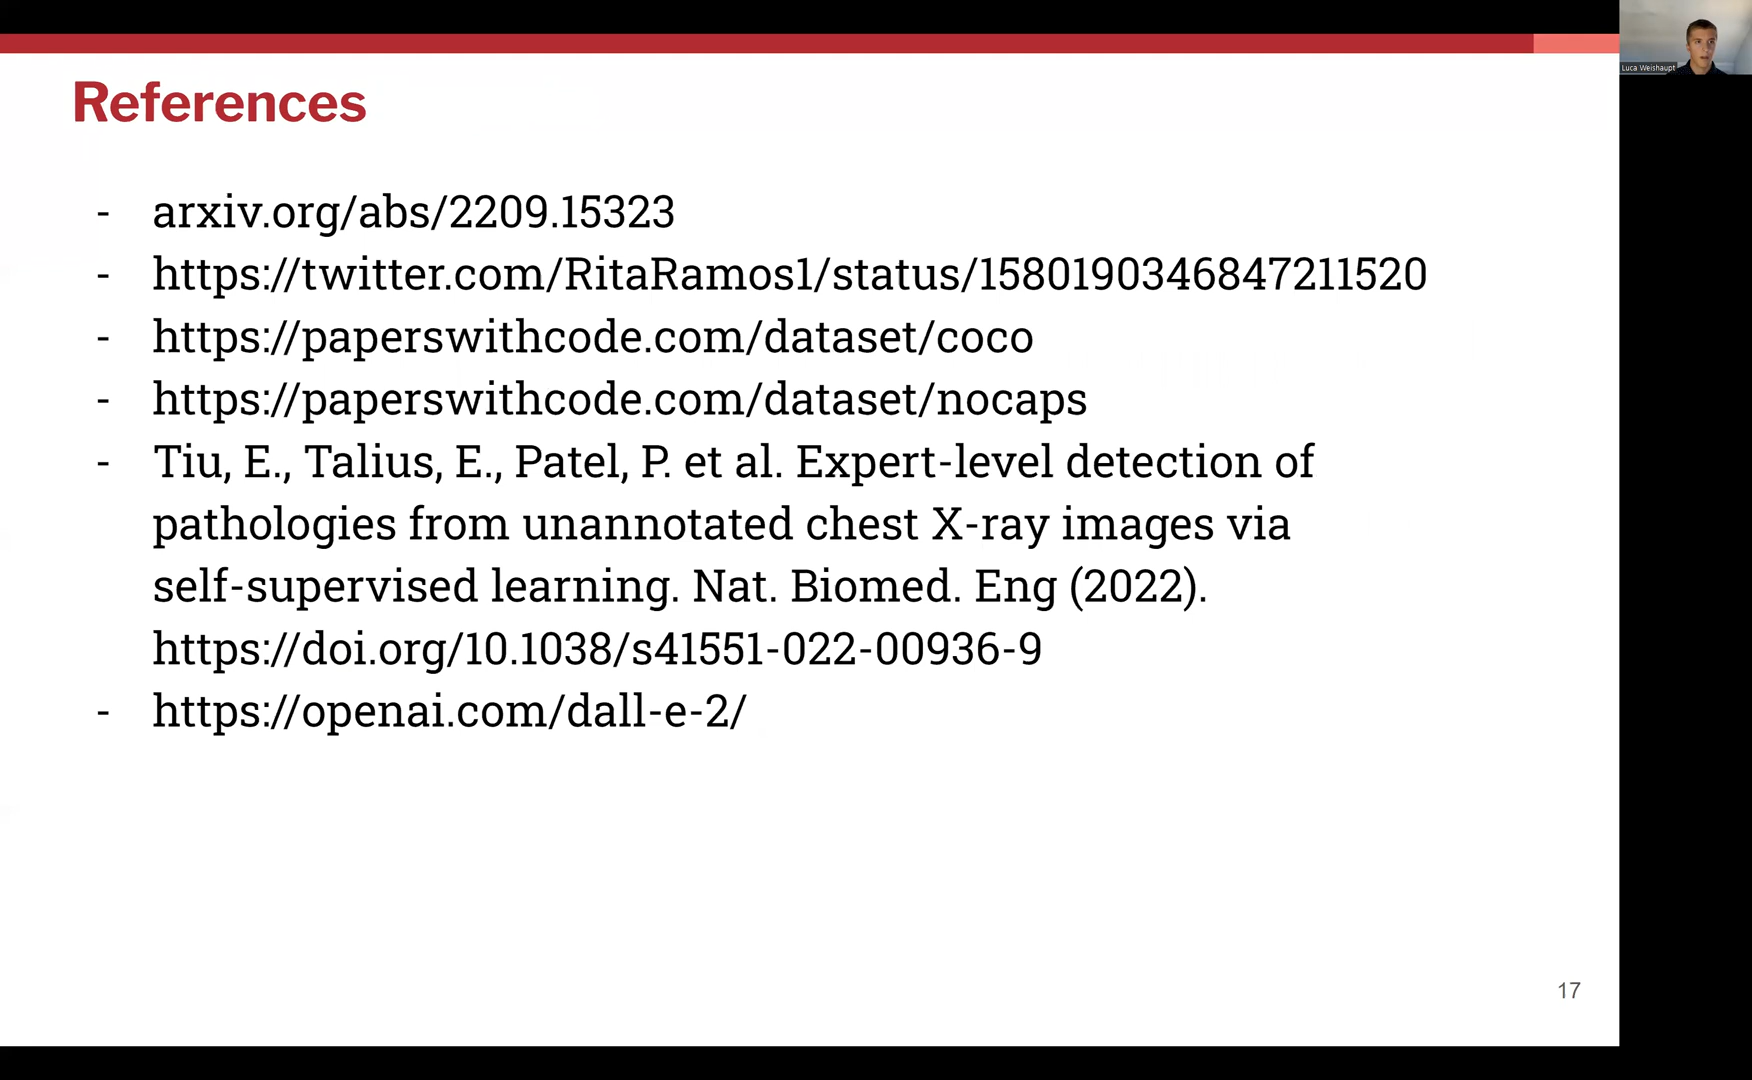 Luca Weishaupt
References
- arxiv.org/abs/2209.15323
- https://twitter.com/RitaRamos1/status/1580190346847211520
- https://paperswithcode.com/dataset/coco
- https://paperswithcode.com/dataset/nocaps
- Tiu, E., Talius, E., Patel, P. et al. Expert-level detection of
pathologies from unannotated chest X-ray images via
self-supervised learning. Nat. Biomed. Eng (2022).
https://doi.org/10.1038/s41551-022-00936-9
- https://openai.com/dall-e-2/
17